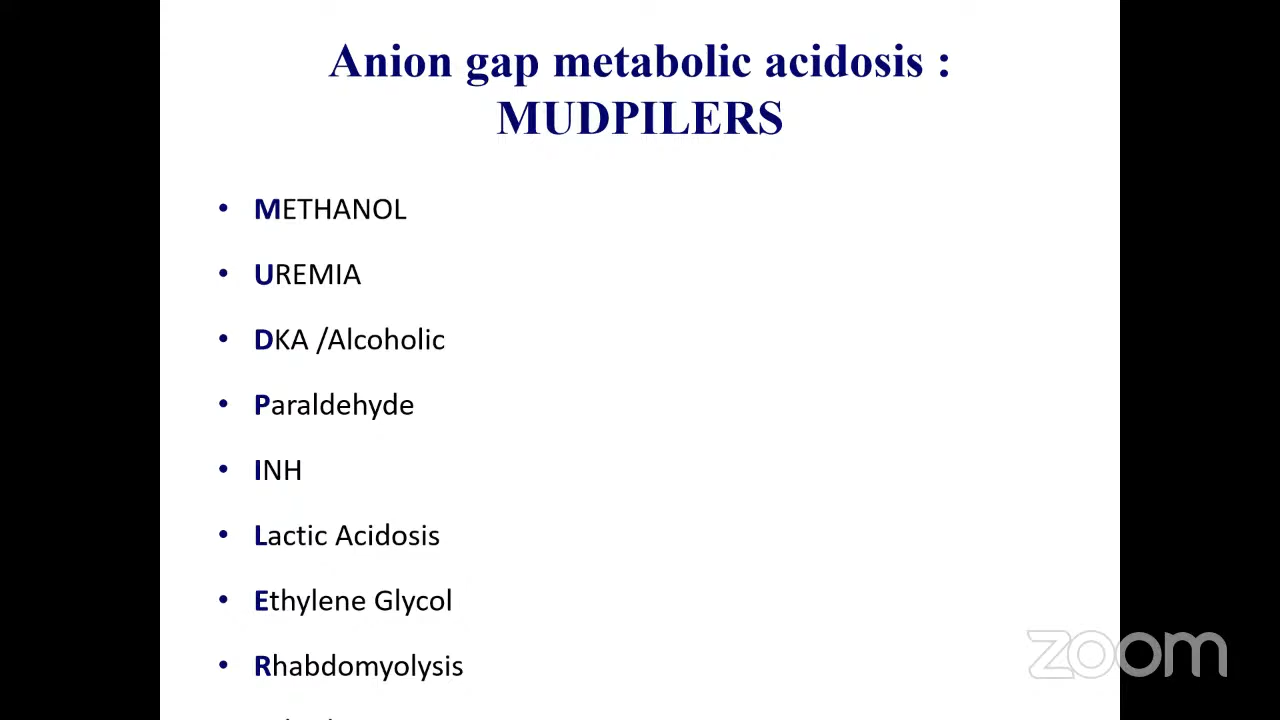 Anion gap metabolic acidosis :
MUDPILERS
• METHANOL
• UREMIA
• DKA /Alcoholic
• Paraldehyde
• INH
• Lactic Acidosis
• Ethylene Glycol
• Rhabdomyolysis
zoom